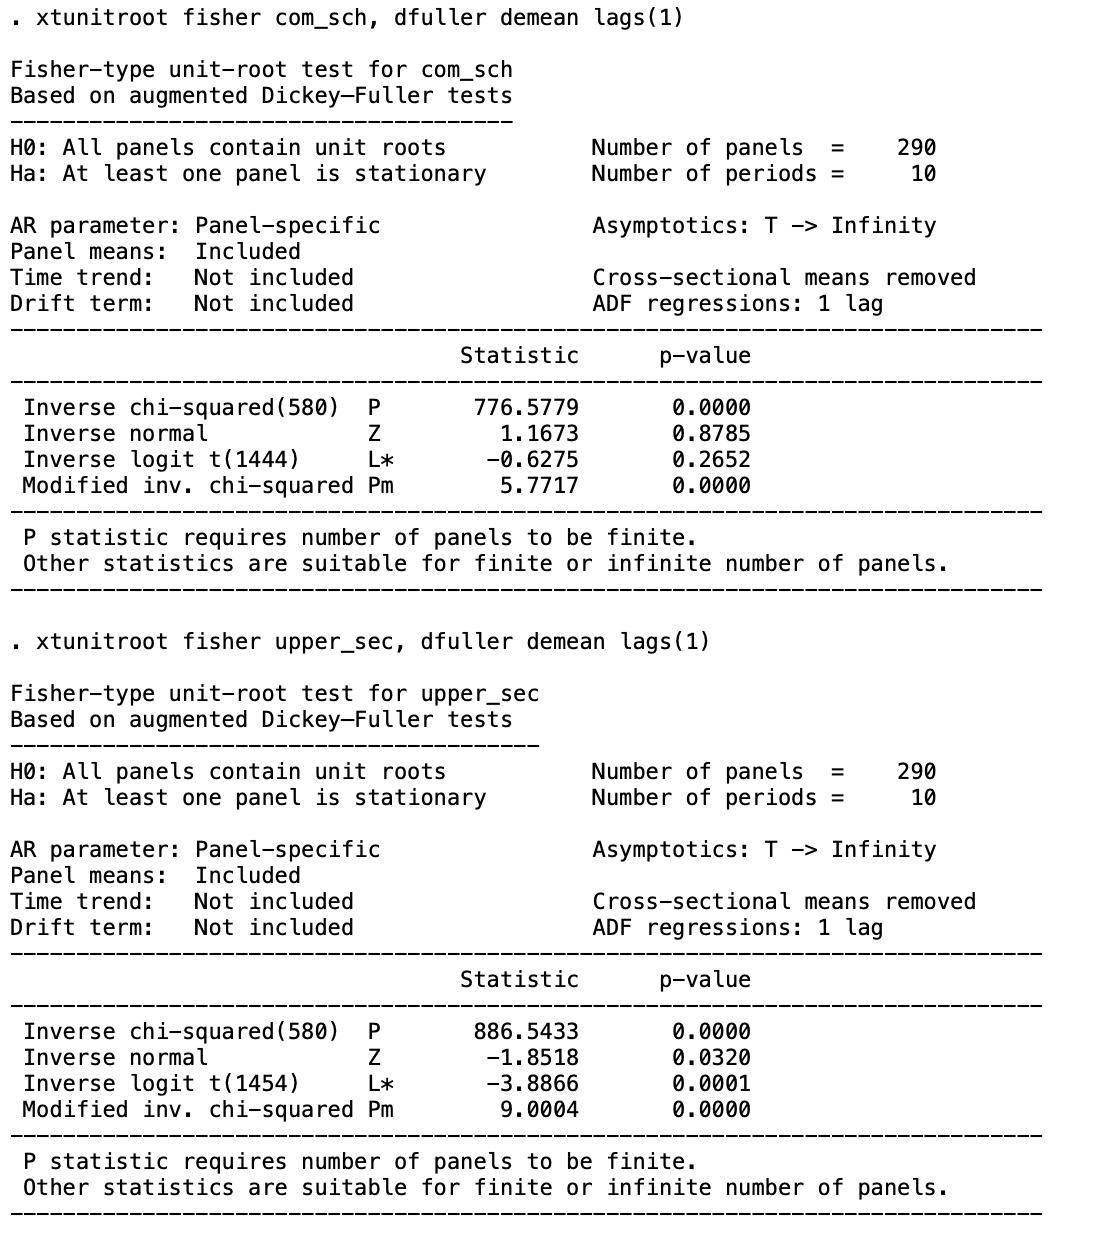 . xtunitroot fisher com_sch, dfuller demean lags(1)
Fisher–type unit–root test for com_sch
Based on augmented Dickey–Fuller tests
H0: All panels contain unit roots Number of panels = 290
Ha: At least one panel is stationary Number of periods = 10
AR parameter: Panel–specific Asymptotics: T –> Infinity
Panel means: Included
Time trend: Not included Cross–sectional means removed
Drift term: Not included ADF regressions: 1 lag
Statistic p–value
Inverse chi–squared(580) P 776.5779 0.0000
Inverse normal Z 1.1673 0.8785
Inverse logit t(1444) L* –0.6275 0.2652
Modified inv. chi–squared Pm 5.7717 0.0000
P statistic requires number of panels to be finite.
Other statistics are suitable for finite or infinite number of panels.
. xtunitroot fisher upper_sec, dfuller demean lags(1)
Fisher–type unit–root test for upper_sec
Based on augmented Dickey–Fuller tests
H0: All panels contain unit roots Number of panels = 290
Ha: At least one panel is stationary Number of periods = 10
AR parameter: Panel–specific Asymptotics: T –> Infinity
Panel means: Included
Time trend: Not included Cross–sectional means removed
Drift term: Not included ADF regressions: 1 lag
Statistic p–value
Inverse chi–squared(580) P 886.5433 0.0000
Inverse normal Z –1.8518 0.0320
Inverse logit t(1454) L* –3.8866 0.0001
Modified inv. chi–squared Pm 9.0004 0.0000
P statistic requires number of panels to be finite.
Other statistics are suitable for finite or infinite number of panels.